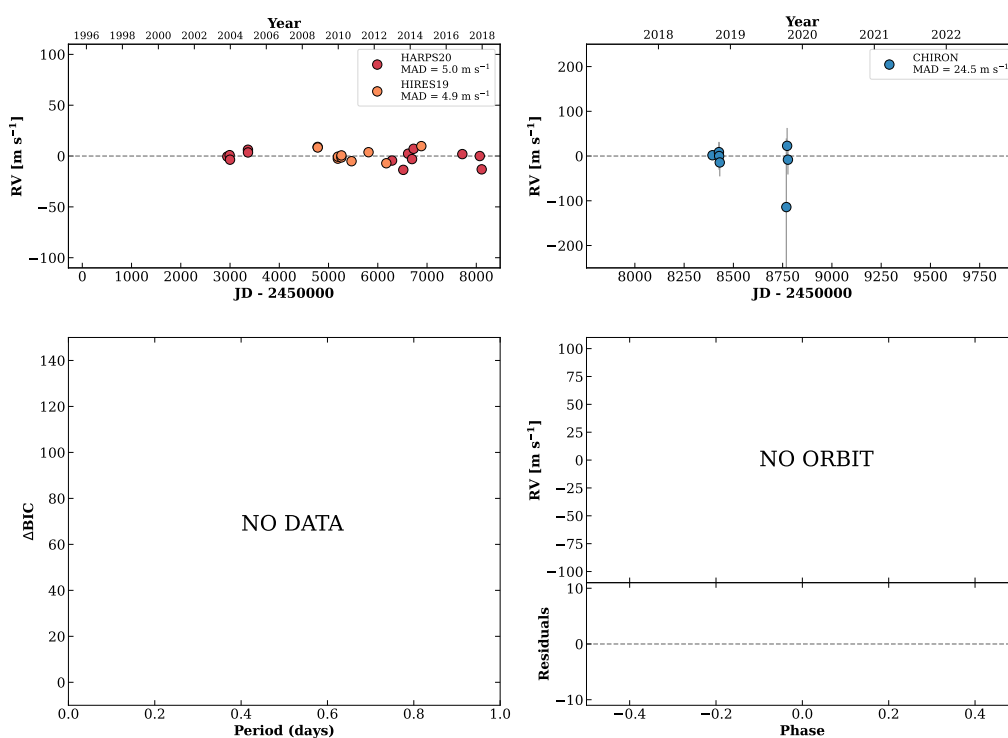 Year
1996 1998 2000 2002 2004 2006 2008 2010 2012 2014 2016 2018
100
50
0
−50
−100
RV [m s⁻¹]
HARPS20
MAD = 5.0 m s⁻¹
HIRES19
MAD = 4.9 m s⁻¹
0 1000 2000 3000 4000 5000 6000 7000 8000
JD - 2450000
Year
2018 2019 2020 2021 2022
200
100
0
−100
−200
RV [m s⁻¹]
CHIRON
MAD = 24.5 m s⁻¹
8000 8250 8500 8750 9000 9250 9500 9750
JD - 2450000
140
120
100
80
60
40
20
0
ΔBIC
NO DATA
0.0 0.2 0.4 0.6 0.8 1.0
Period (days)
100
75
50
25
0
−25
−50
−75
−100
RV [m s⁻¹]
NO ORBIT
10
0
−10
Residuals
−0.4 −0.2 0.0 0.2 0.4
Phase